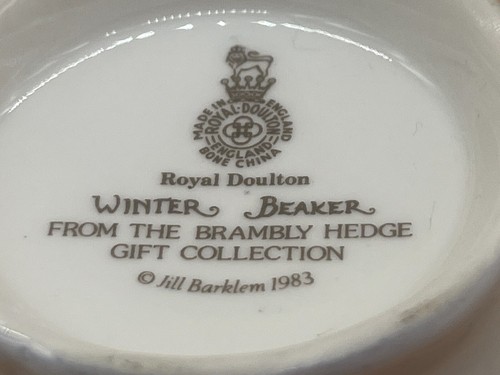 MADE IN ENGLAND
ROYAL·DOULTON
ENGLAND
BONE CHINA
Royal Doulton
WINTER BEAKER
FROM THE BRAMBLY HEDGE
GIFT COLLECTION
© Jill Barklem 1983